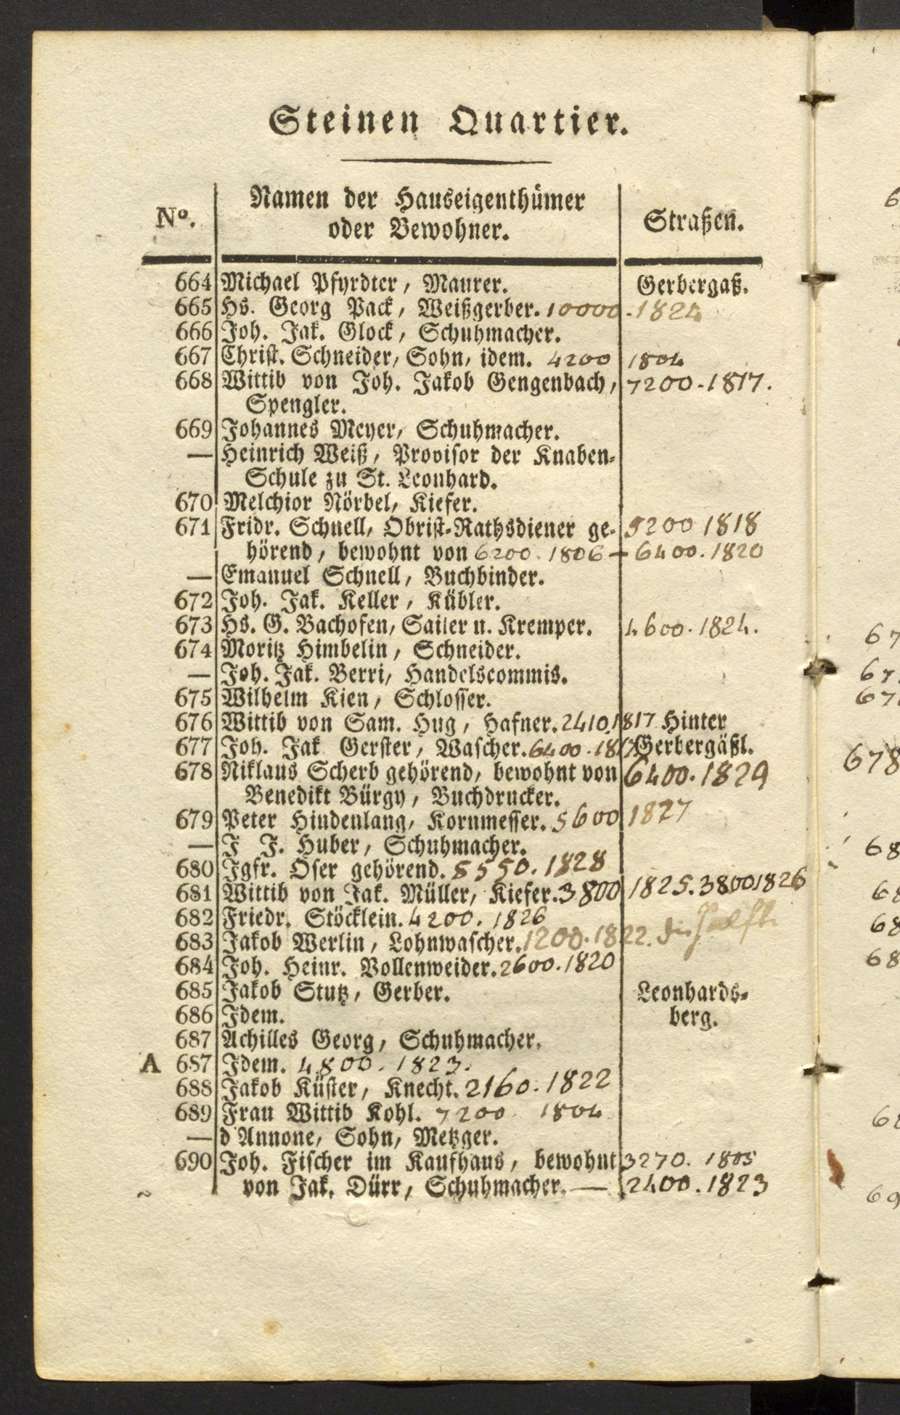 Steinen Quartier.
Nº.
Namen der Hauseigenthümer
oder Bewohner.
Straßen.
664 Michael Pfyrdter, Maurer. Gerbergaß.
665 Hs. Georg Pack, Weißgerber. 10000.1824
666 Joh. Jak. Glock, Schuhmacher.
667 Christ. Schneider, Sohn, idem. 4200 1804
668 Wittib von Joh. Jakob Gengenbach, 7200.1817.
Spengler.
669 Johannes Meyer, Schuhmacher.
— Heinrich Weiß, Provisor der Knaben-
Schule zu St. Leonhard.
670 Melchior Nörbel, Kiefer.
671 Fridr. Schnell, Obrist-Rathsdiener ge- 5200 1818
hörend, bewohnt von 6200.1806 — 6400.1820
— Emanuel Schnell, Buchbinder.
672 Joh. Jak. Keller, Kübler.
673 Hs. G. Bachofen, Sailer u. Kremper. 4600.1824.
674 Moritz Himbelin, Schneider.
— Joh. Jak. Berri, Handelscommis.
675 Wilhelm Kien, Schlosser.
676 Wittib von Sam. Hug, Hafner. 2410.1817 Hinter
677 Joh. Jak Gerster, Wascher. 6400. Gerbergäßl.
678 Niklaus Scherb gehörend, bewohnt von 6400.1829
Benedikt Bürgy, Buchdrucker.
679 Peter Hindenlang, Kornmesser. 5600 1827
— J J. Huber, Schuhmacher.
680 Jgfr. Oser gehörend. 8550.1828
681 Wittib von Jak. Müller, Kiefer. 3800 1825. 3800 1826
682 Friedr. Stöcklein. 4200. 1826
683 Jakob Werlin, Lohnwascher. 1200.1822. die Hälfte
684 Joh. Heinr. Vollenweider. 2600.1820
685 Jakob Stutz, Gerber. Leonhards-
686 Idem. berg.
687 Achilles Georg, Schuhmacher.
A 687 Idem. 4800. 1823.
688 Jakob Küster, Knecht. 2160.1822
689 Frau Wittib Kohl. 7200 1804
— d'Annone, Sohn, Metzger.
690 Joh. Fischer im Kaufhaus, bewohnt 3270. 1805
von Jak. Dürr, Schuhmacher. — 2400.1823
678